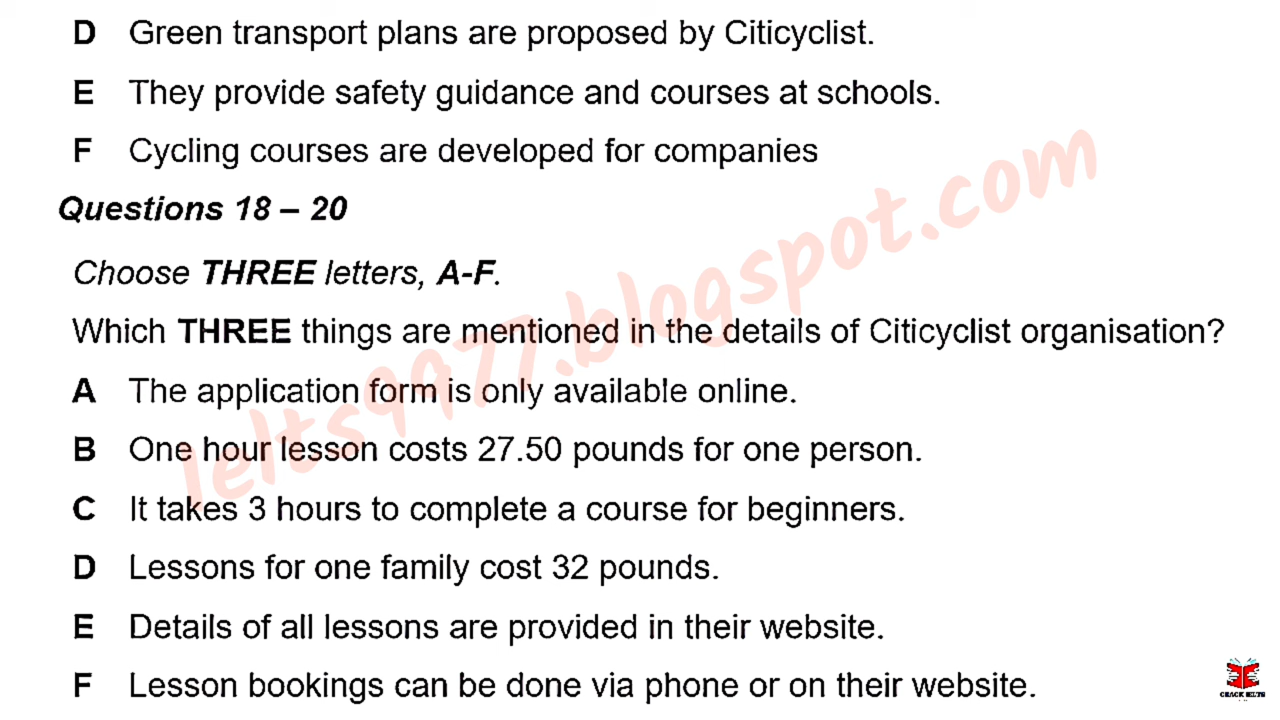 D Green transport plans are proposed by Citicyclist.
E They provide safety guidance and courses at schools.
F Cycling courses are developed for companies
Questions 18 – 20
Choose THREE letters, A-F.
Which THREE things are mentioned in the details of Citicyclist organisation?
A The application form is only available online.
B One hour lesson costs 27.50 pounds for one person.
C It takes 3 hours to complete a course for beginners.
D Lessons for one family cost 32 pounds.
E Details of all lessons are provided in their website.
F Lesson bookings can be done via phone or on their website.
Ielts9977.blogspot.com
CRACK IELTS